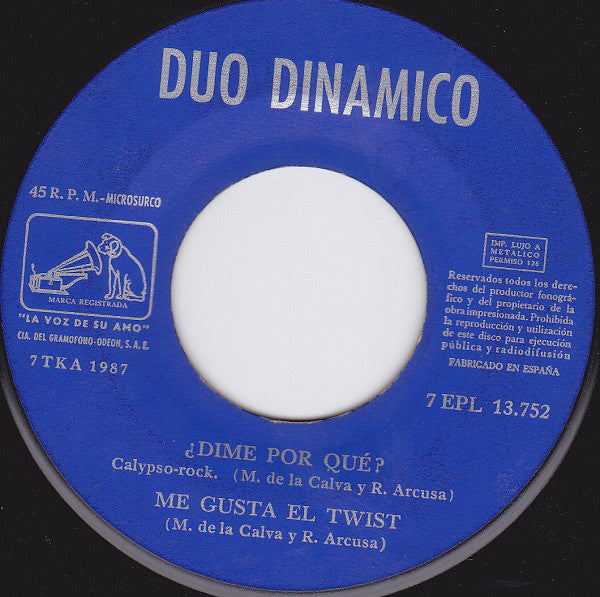 DUO DINAMICO
45 R. P. M.-MICROSURCO
MARCA REGISTRADA
"LA VOZ DE SU AMO"
CIA. DEL GRAMOFONO-ODEON, S. A. E.
7TKA 1987
IMP. LUJO A
METALICO
PERMISO 126
Reservados todos los dere-
chos del productor fonográ-
fico y del propietario de la
obra impresionada. Prohibida
la reproducción y utilización
de este disco para ejecución
pública y radiodifusión
FABRICADO EN ESPAÑA
7 EPL 13.752
¿DIME POR QUÉ?
Calypso-rock. (M. de la Calva y R. Arcusa)
ME GUSTA EL TWIST
(M. de la Calva y R. Arcusa)